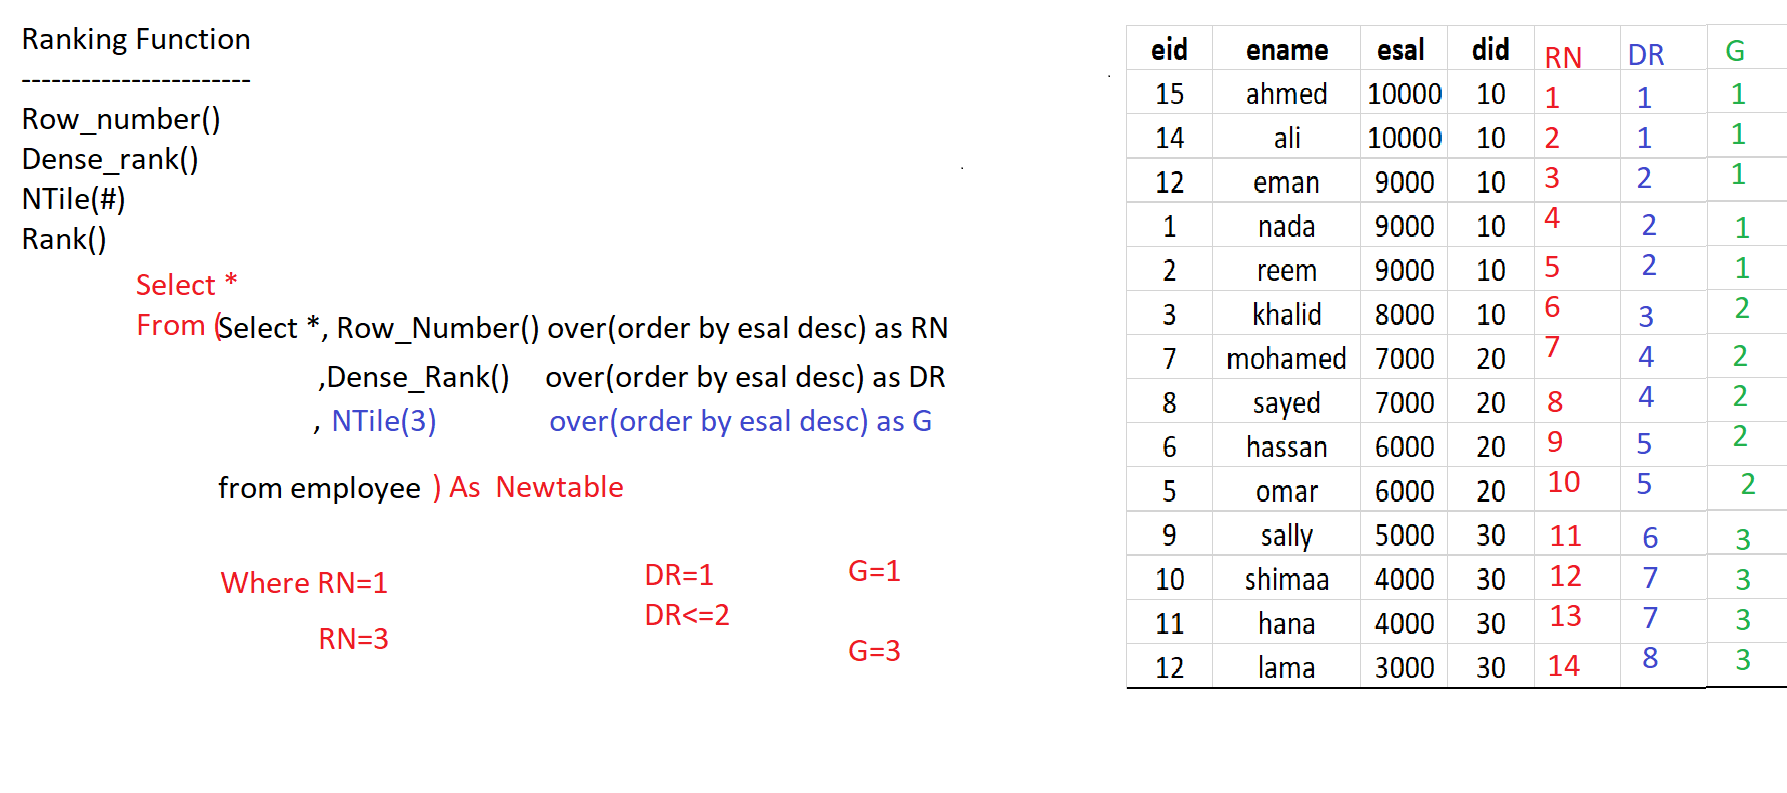 Ranking Function
-----------------------
Row_number()
Dense_rank()
NTile(#)
Rank()
Select *
From (Select *, Row_Number() over(order by esal desc) as RN
,Dense_Rank() over(order by esal desc) as DR
, NTile(3) over(order by esal desc) as G
from employee ) As Newtable
Where RN=1 DR=1 G=1
DR<=2
RN=3 G=3
eid ename esal did RN DR G
15 ahmed 10000 10 1 1 1
14 ali 10000 10 2 1 1
12 eman 9000 10 3 2 1
1 nada 9000 10 4 2 1
2 reem 9000 10 5 2 1
3 khalid 8000 10 6 3 2
7 mohamed 7000 20 7 4 2
8 sayed 7000 20 8 4 2
6 hassan 6000 20 9 5 2
5 omar 6000 20 10 5 2
9 sally 5000 30 11 6 3
10 shimaa 4000 30 12 7 3
11 hana 4000 30 13 7 3
12 lama 3000 30 14 8 3